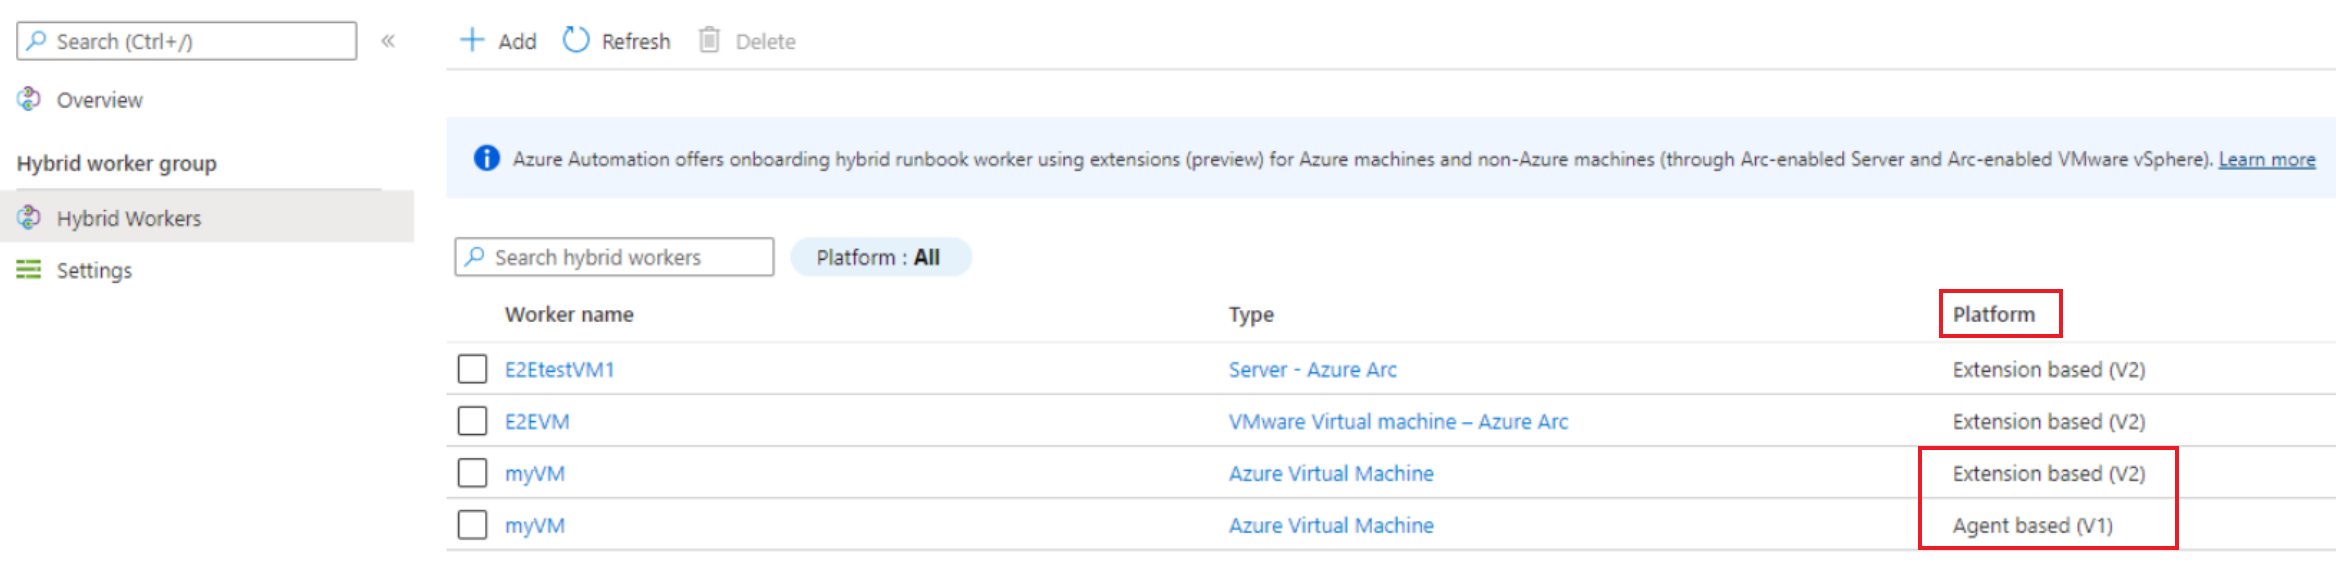 Search (Ctrl+/)
«
Add
Refresh
Delete
Overview
Hybrid worker group
Hybrid Workers
Settings
Azure Automation offers onboarding hybrid runbook worker using extensions (preview) for Azure machines and non-Azure machines (through Arc-enabled Server and Arc-enabled VMware vSphere). Learn more
Search hybrid workers
Platform : All
Worker name Type Platform
E2EtestVM1 Server - Azure Arc Extension based (V2)
E2EVM VMware Virtual machine – Azure Arc Extension based (V2)
myVM Azure Virtual Machine Extension based (V2)
myVM Azure Virtual Machine Agent based (V1)